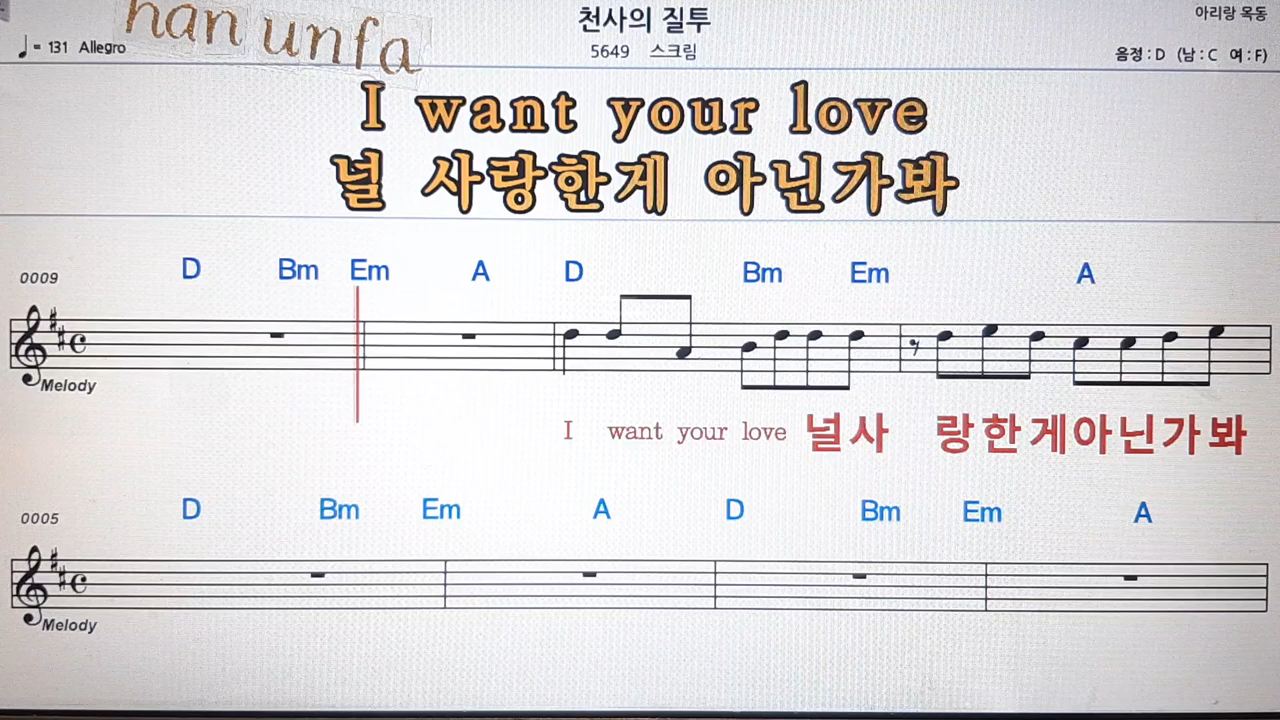 han unfa
천사의 질투
아리랑 목동
♩= 131 Allegro
5649 스크림
음정 : D (남 : C 여 : F)
I want your love
널 사랑한게 아닌가봐
0009 D Bm Em A D Bm Em A
Melody
I want your love 널사 랑한게아닌가봐
0005 D Bm Em A D Bm Em A
Melody